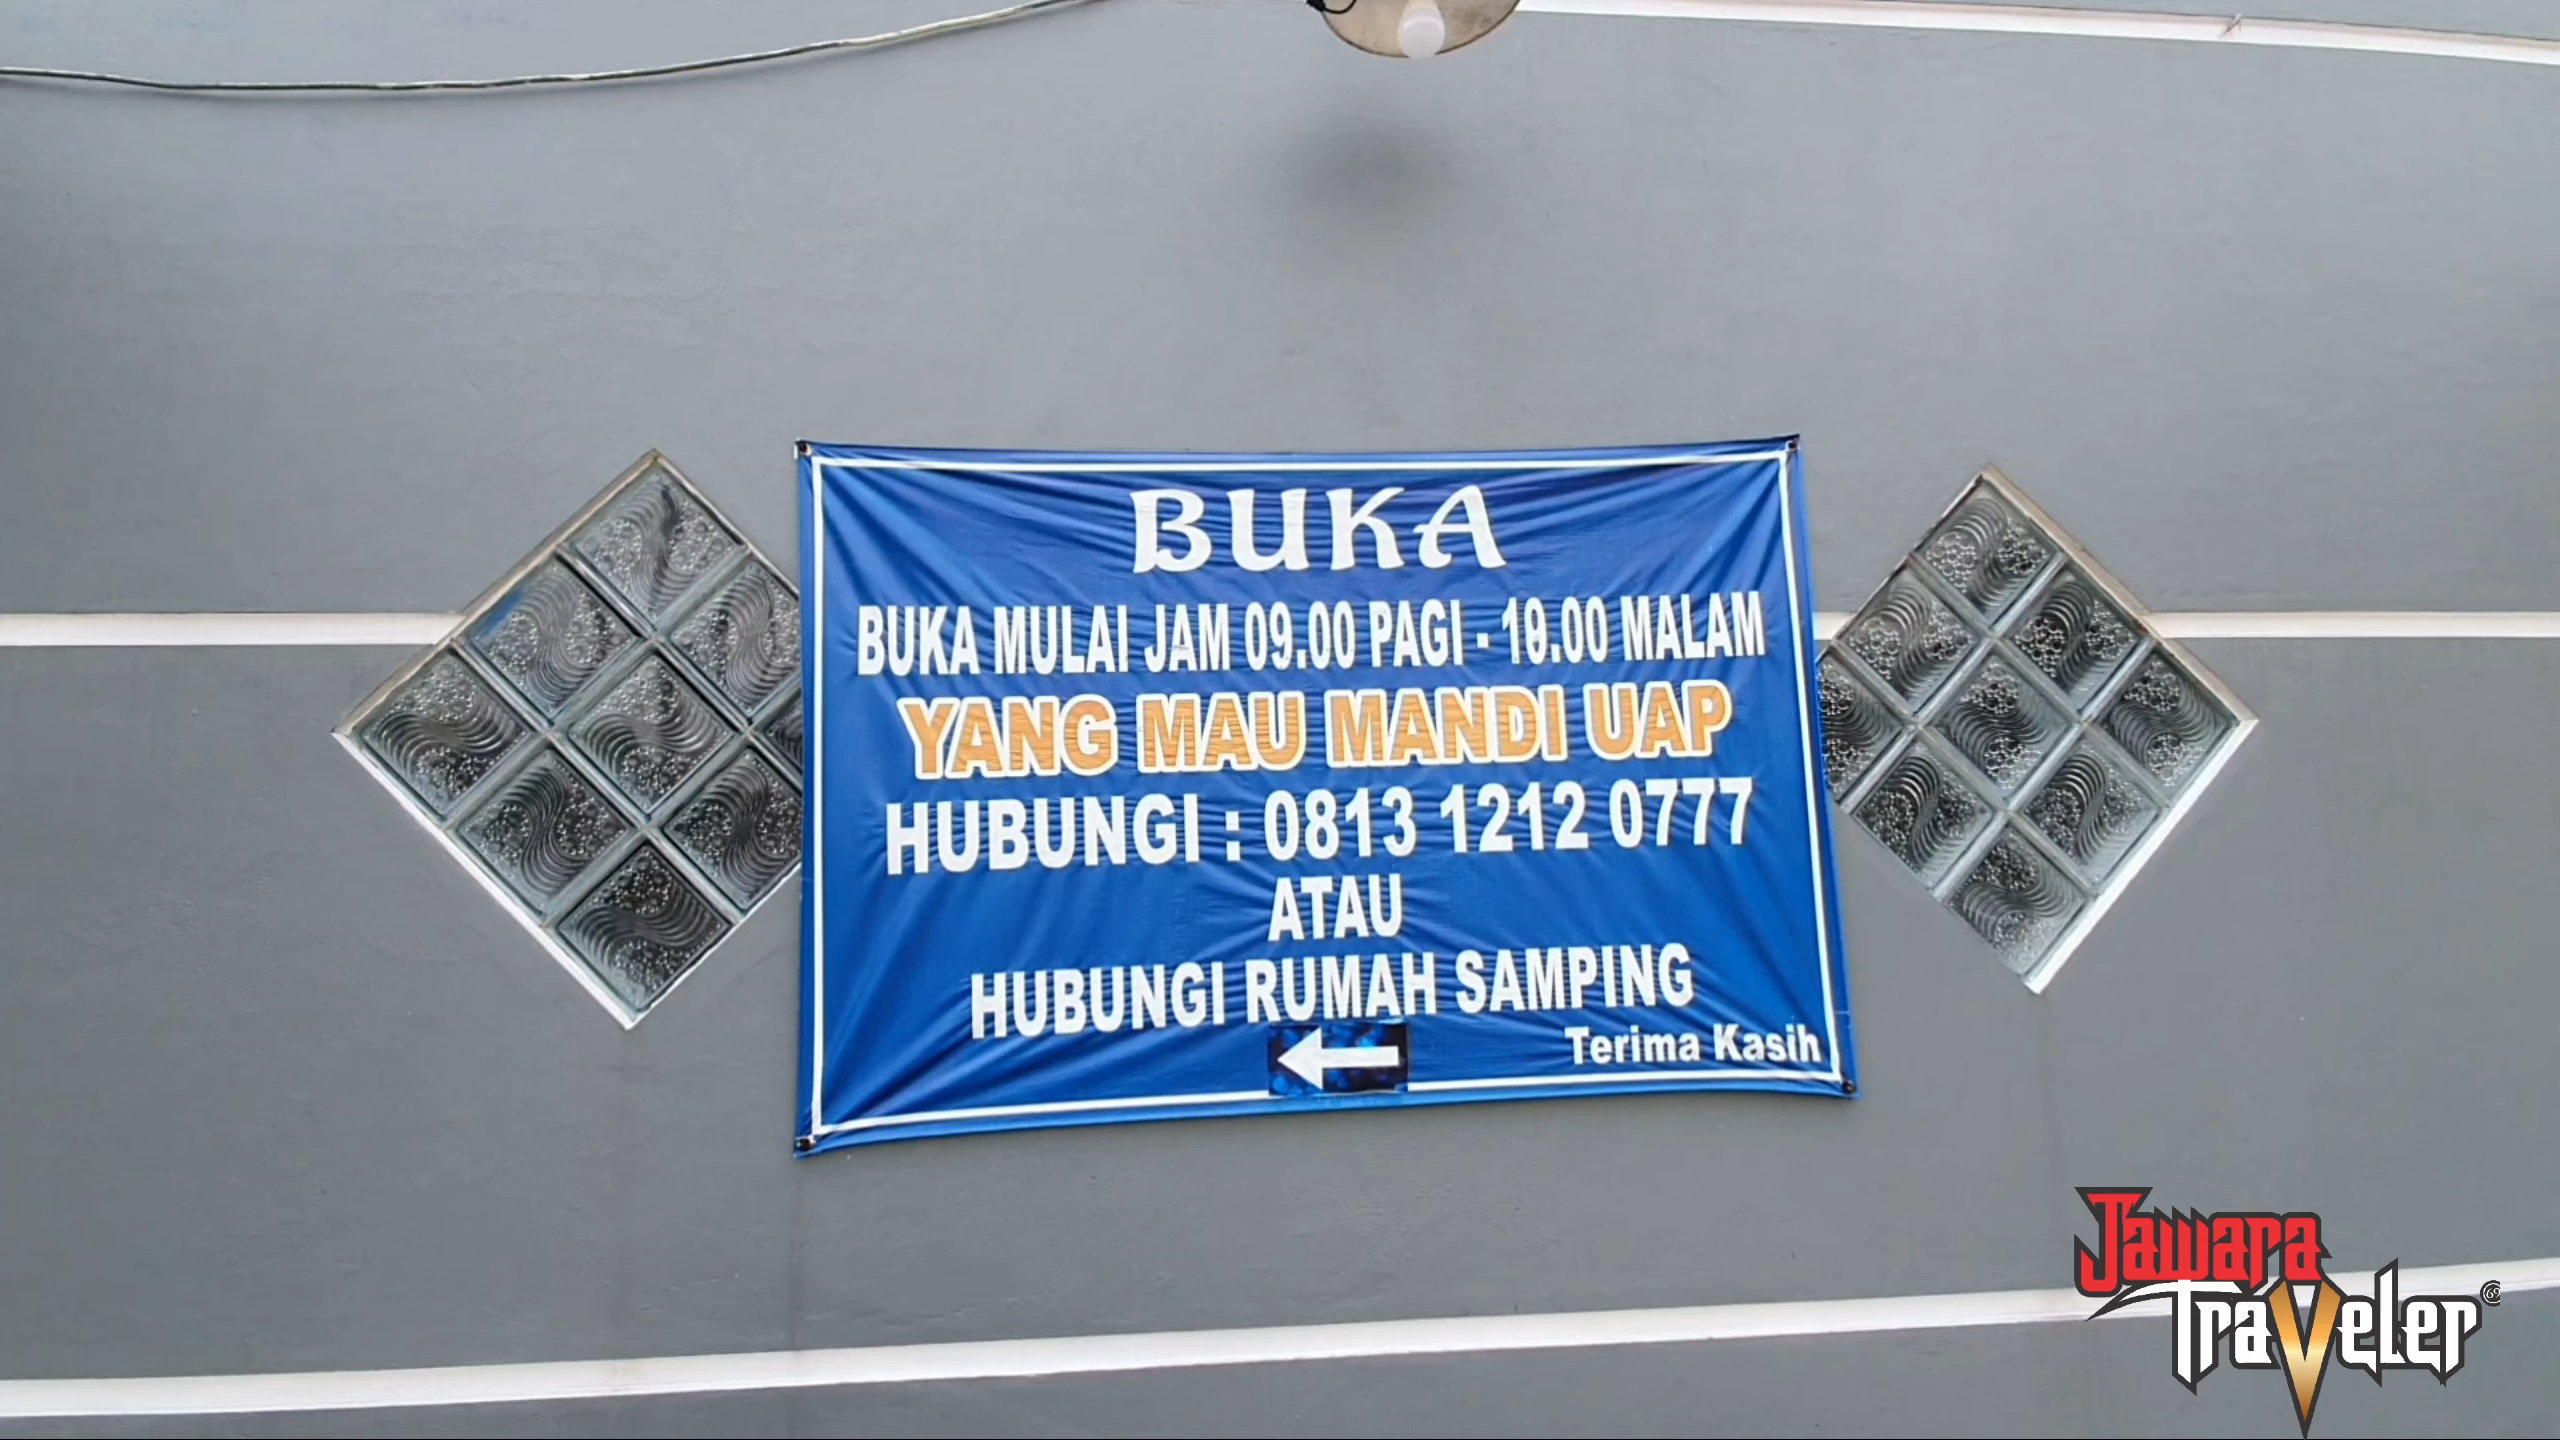 BUKA
BUKA MULAI JAM 09.00 PAGI - 18.00 MALAM
YANG MAU MANDI UAP
HUBUNGI : 0813 1212 0777
ATAU
HUBUNGI RUMAH SAMPING
Terima Kasih
Jawara
Traveler